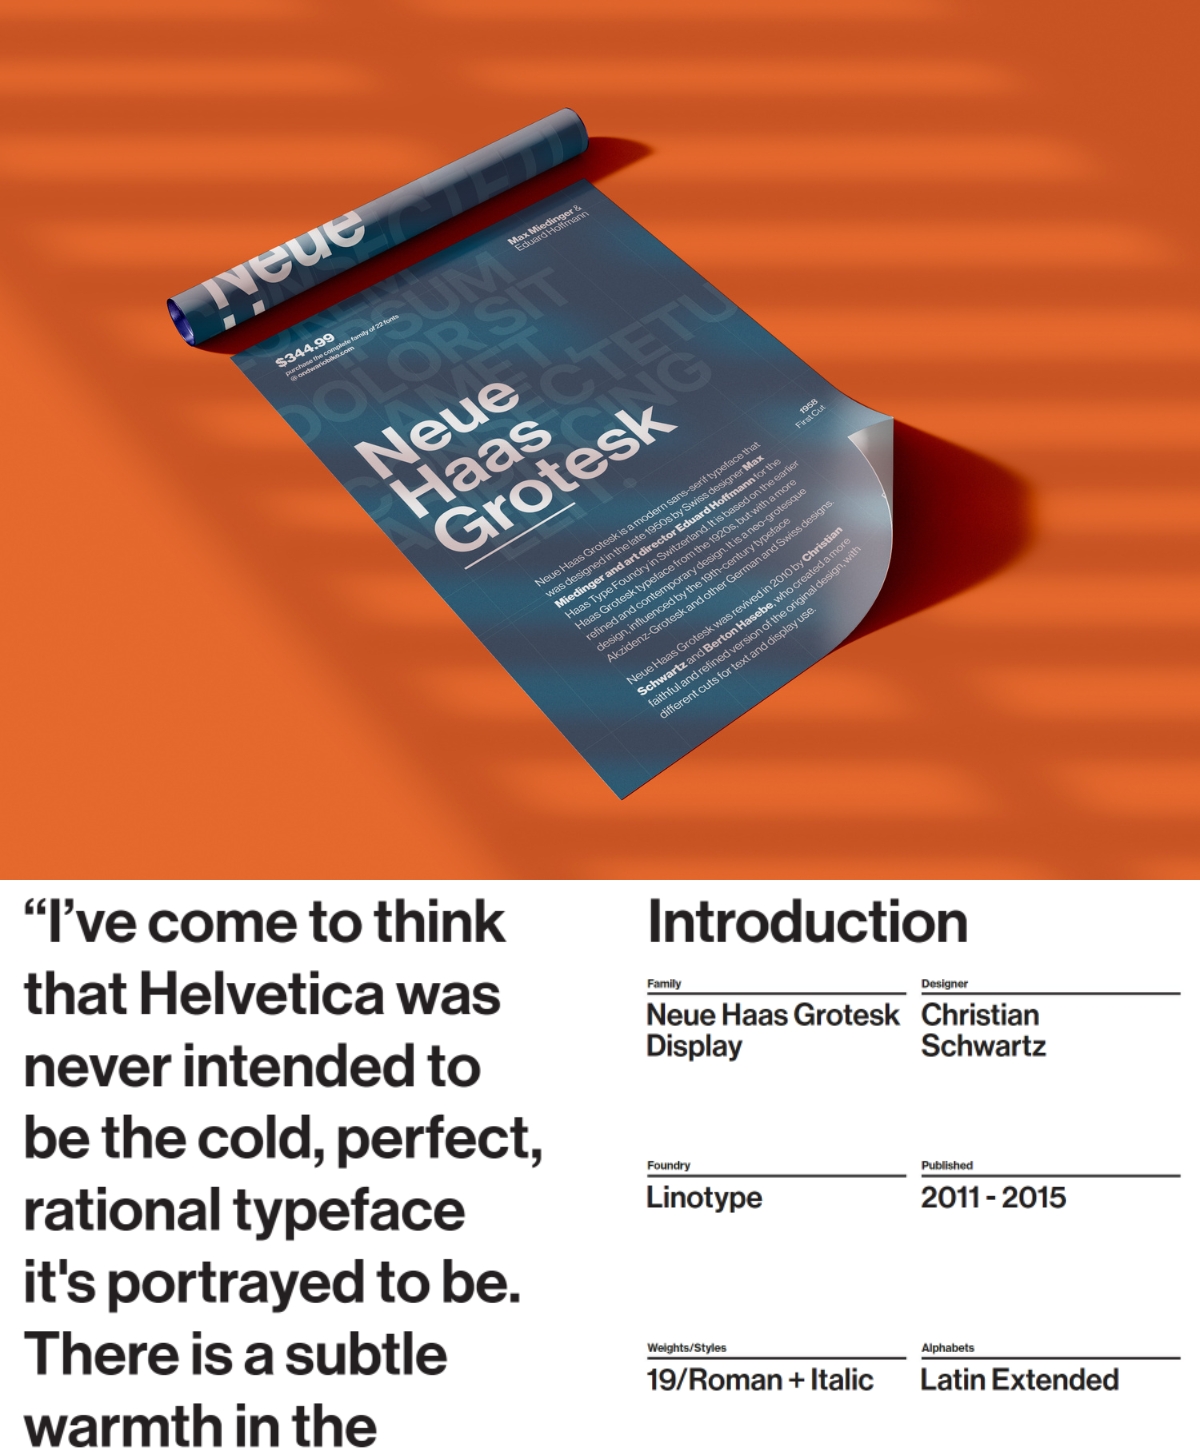 Neue
Max Miedinger &
Eduard Hoffmann
$344.99
purchase the complete family of 22 fonts
Neue
Haas
Grotesk
1958
First Cut
Neue Haas Grotesk is a modern sans-serif typeface that
was designed in the late 1950s by Swiss designer Max
Miedinger and art director Eduard Hoffmann for the
Haas Type Foundry in Switzerland. It is based on the earlier
Haas Grotesk typeface from the 1920s, but with a more
refined and contemporary design. It is a neo-grotesque
design, influenced by the 19th-century typeface
Akzidenz-Grotesk and other German and Swiss designs.
Neue Haas Grotesk was revived in 2010 by Christian
Schwartz and Berton Hasebe, who created a more
faithful and refined version of the original design, with
different cuts for text and display use.
“I’ve come to think
that Helvetica was
never intended to
be the cold, perfect,
rational typeface
it's portrayed to be.
There is a subtle
warmth in the
Introduction
Family
Neue Haas Grotesk
Display
Designer
Christian
Schwartz
Foundry
Linotype
Published
2011 - 2015
Weights/Styles
19/Roman + Italic
Alphabets
Latin Extended